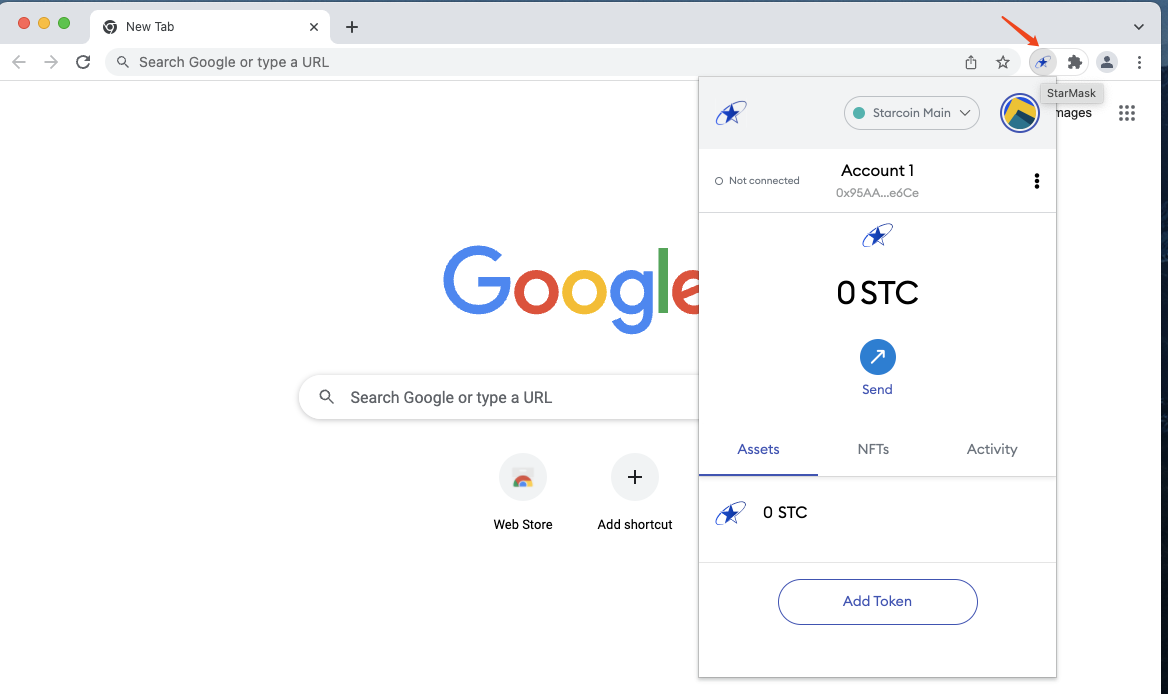 New Tab
Search Google or type a URL
StarMask
Starcoin Main
mages
Not connected
Account 1
0x95AA...e6Ce
Google
0 STC
Send
Search Google or type a URL
Assets
NFTs
Activity
Web Store
Add shortcut
0 STC
Add Token